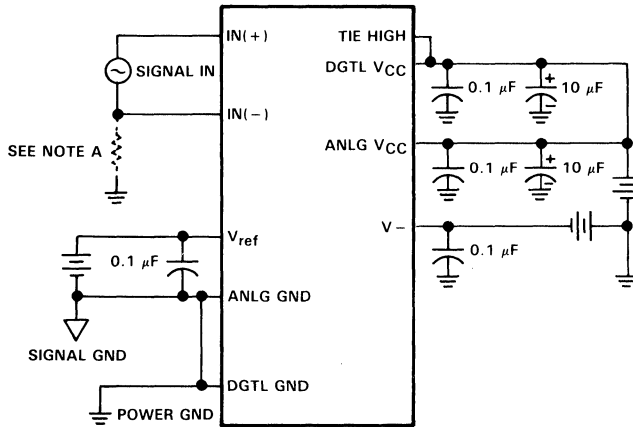 IN(+)
TIE HIGH
SIGNAL IN
DGTL VCC
0.1 µF
+
10 µF
−
IN(−)
SEE NOTE A
ANLG VCC
0.1 µF
+
10 µF
−
Vref
V−
0.1 µF
0.1 µF
ANLG GND
SIGNAL GND
DGTL GND
POWER GND